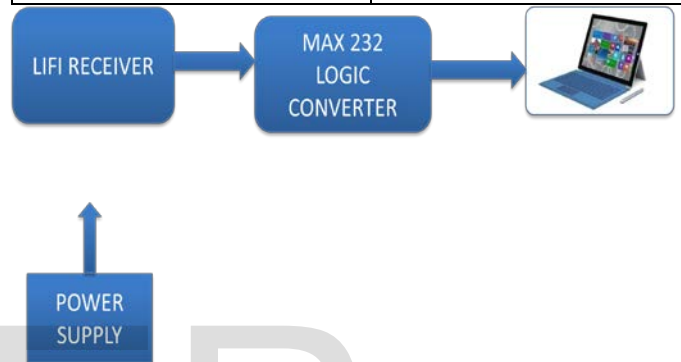 LIFI RECEIVER
MAX 232
LOGIC
CONVERTER
POWER
SUPPLY